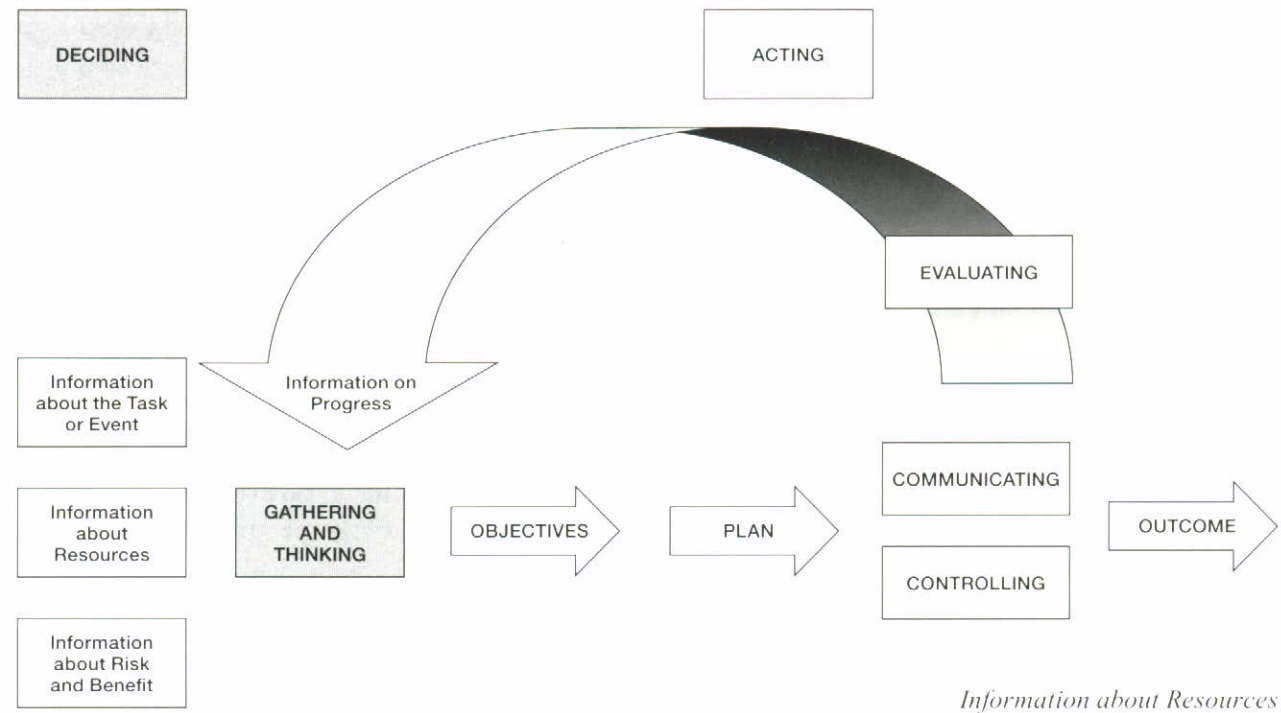 DECIDING
ACTING
EVALUATING
Information
about the Task
or Event
Information on
Progress
Information
about
Resources
GATHERING
AND
THINKING
OBJECTIVES
PLAN
COMMUNICATING
CONTROLLING
OUTCOME
Information
about Risk
and Benefit
Information about Resources